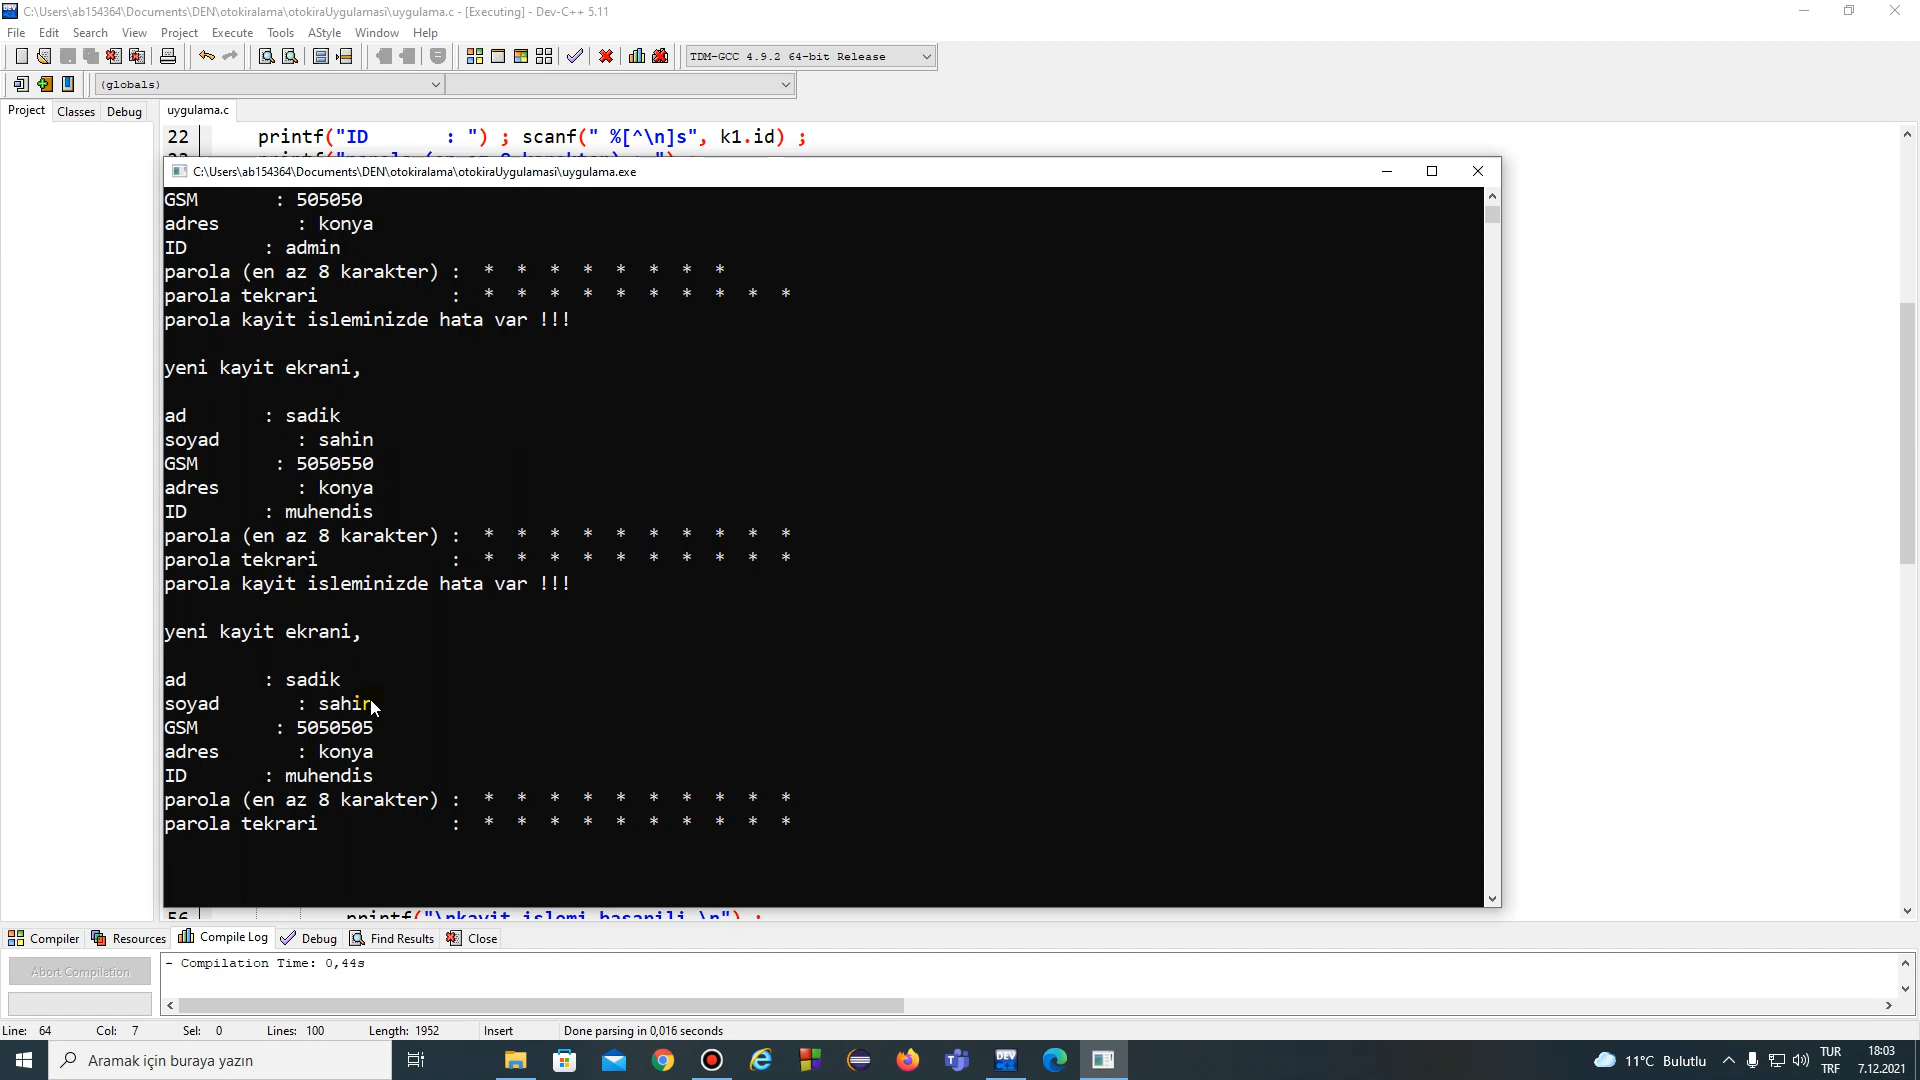 C:\Users\ab154364\Documents\DEN\otokiralama\otokiraUygulamasi\uygulama.c - [Executing] - Dev-C++ 5.11
File Edit Search View Project Execute Tools AStyle Window Help
TDM-GCC 4.9.2 64-bit Release
(globals)
Project Classes Debug uygulama.c
22 printf("ID : ") ; scanf(" %[^\n]s", k1.id) ;
C:\Users\ab154364\Documents\DEN\otokiralama\otokiraUygulamasi\uygulama.exe
GSM : 505050
adres : konya
ID : admin
parola (en az 8 karakter) : * * * * * * * *
parola tekrari : * * * * * * * * * *
parola kayit isleminizde hata var !!!
yeni kayit ekrani,
ad : sadik
soyad : sahin
GSM : 5050550
adres : konya
ID : muhendis
parola (en az 8 karakter) : * * * * * * * * * *
parola tekrari : * * * * * * * * * *
parola kayit isleminizde hata var !!!
yeni kayit ekrani,
ad : sadik
soyad : sahin
GSM : 5050505
adres : konya
ID : muhendis
parola (en az 8 karakter) : * * * * * * * * * *
parola tekrari : * * * * * * * * * *
56 printf("\nkayit islemi basarili \n") ;
Compiler Resources Compile Log Debug Find Results Close
- Compilation Time: 0,44s
Abort Compilation
Line: 64 Col: 7 Sel: 0 Lines: 100 Length: 1952 Insert Done parsing in 0,016 seconds
Aramak için buraya yazın
11°C Bulutlu
TUR
TRF
18:03
7.12.2021